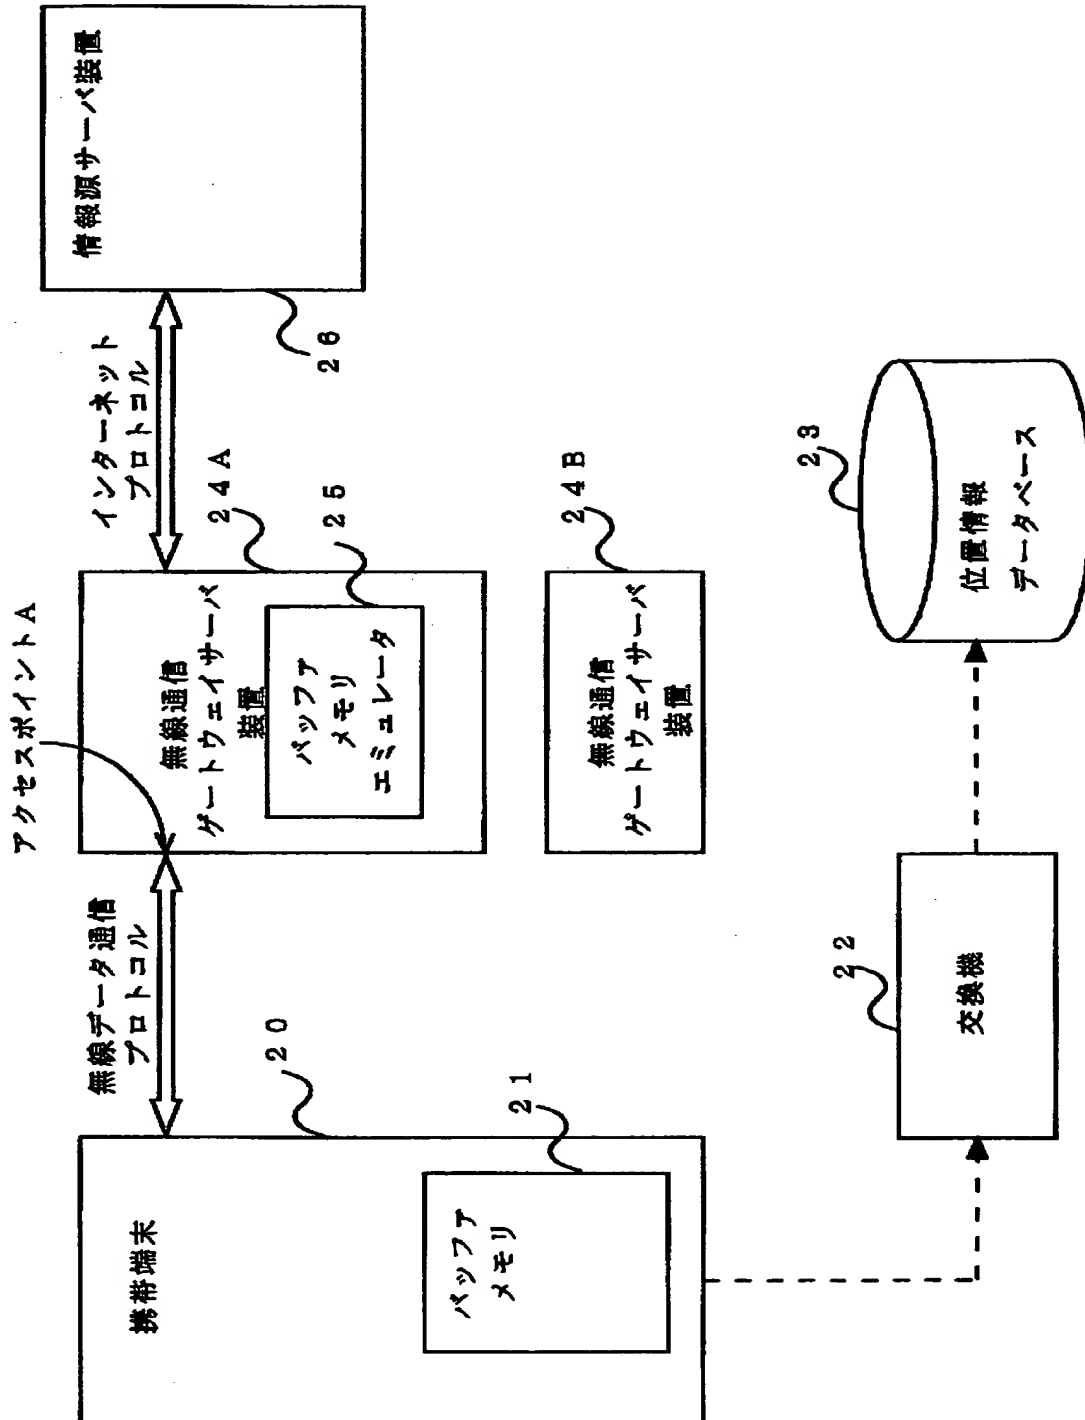 携帯端末
バッファ
メモリ
20
21
無線データ通信
プロトコル
アクセスポイントA
無線通信
ゲートウェイサーバ
装置
バッファ
メモリ
エミュレータ
24A
25
無線通信
ゲートウェイサーバ
装置
24B
インターネット
プロトコル
情報源サーバ装置
26
交換機
22
位置情報
データベース
23